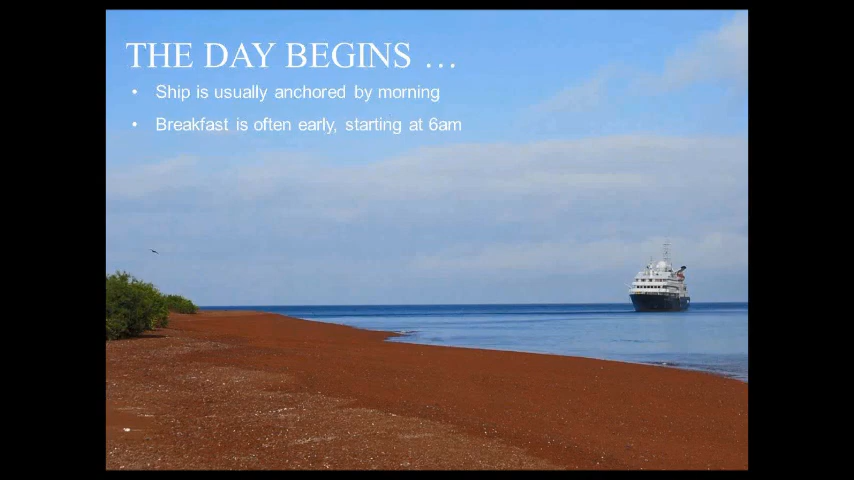 THE DAY BEGINS …
• Ship is usually anchored by morning
• Breakfast is often early, starting at 6am